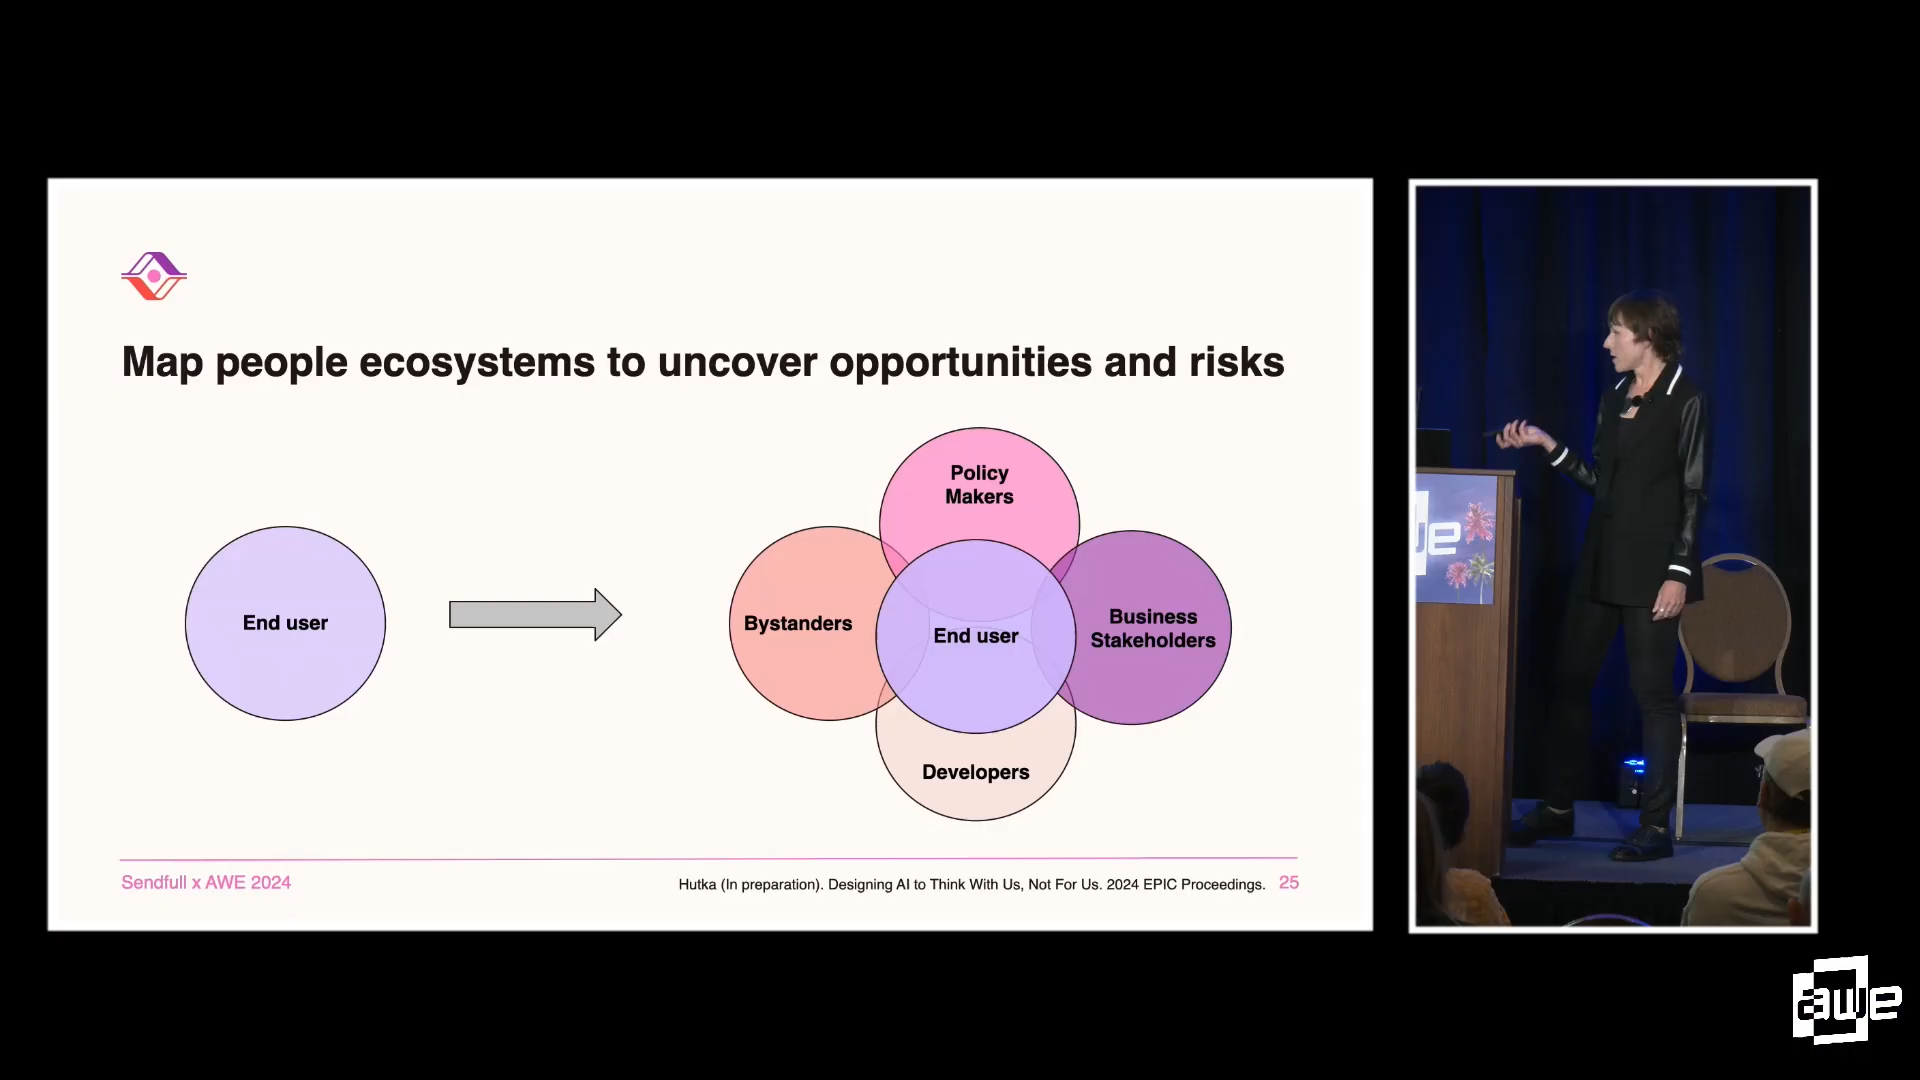 Map people ecosystems to uncover opportunities and risks
End user
Policy
Makers
Bystanders
End user
Business
Stakeholders
Developers
Sendfull x AWE 2024
Hutka (In preparation). Designing AI to Think With Us, Not For Us. 2024 EPIC Proceedings.
25
awe